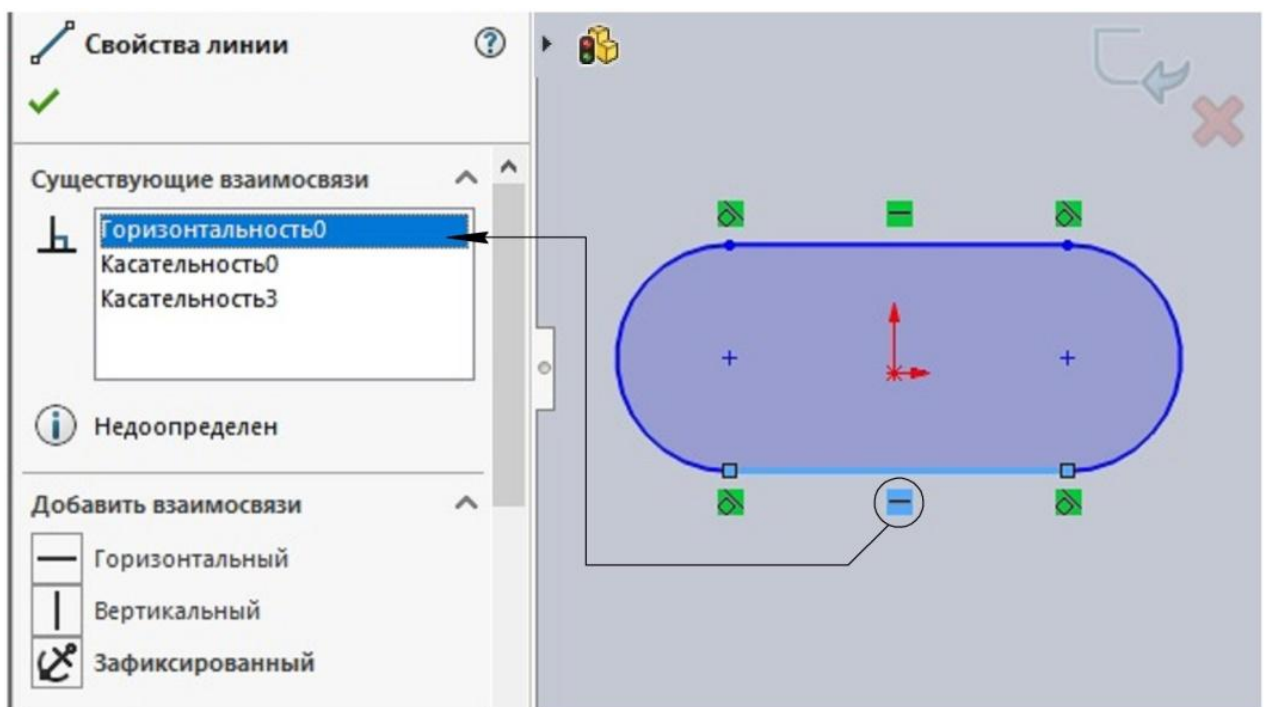 Свойства линии
Существующие взаимосвязи
Горизонтальность0
Касательность0
Касательность3
Недоопределен
Добавить взаимосвязи
Горизонтальный
Вертикальный
Зафиксированный